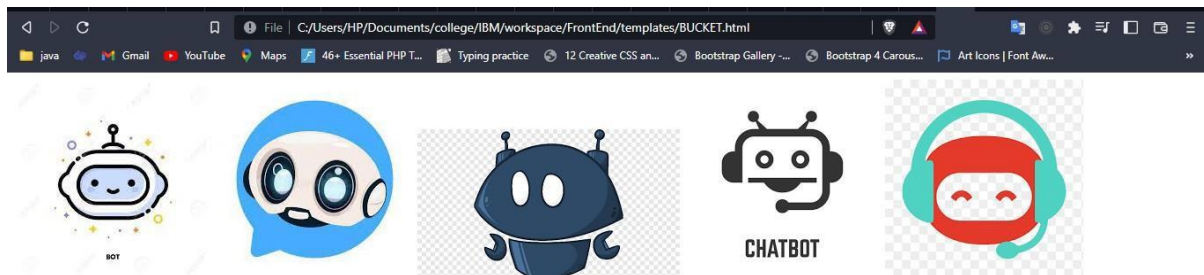 File C:/Users/HP/Documents/college/IBM/workspace/FrontEnd/templates/BUCKET.html
java Gmail YouTube Maps 46+ Essential PHP T... Typing practice 12 Creative CSS an... Bootstrap Gallery -... Bootstrap 4 Carous... Art Icons | Font Aw... »
BOT
CHATBOT